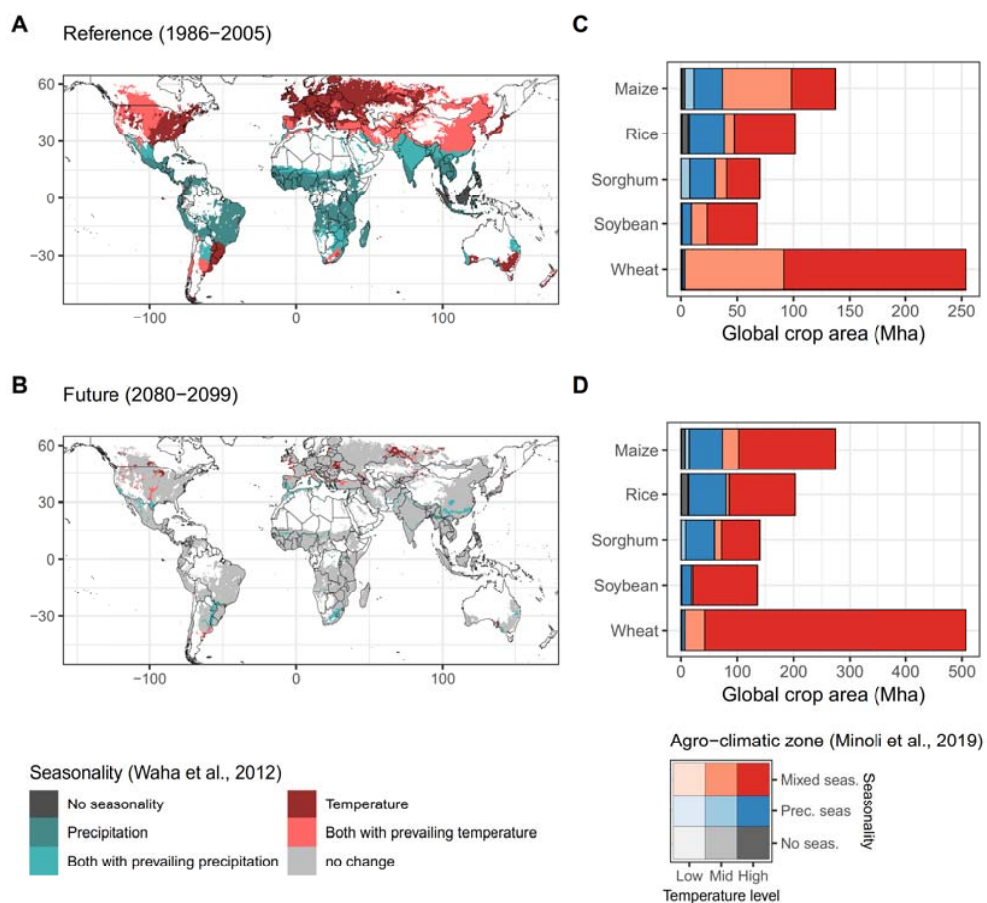 A
Reference (1986−2005)
60
30
0
−30
−100
0
100
C
Maize
Rice
Sorghum
Soybean
Wheat
0
50
100
150
200
250
Global crop area (Mha)
B
Future (2080−2099)
60
30
0
−30
−100
0
100
D
Maize
Rice
Sorghum
Soybean
Wheat
0
100
200
300
400
500
Global crop area (Mha)
Seasonality (Waha et al., 2012)
No seasonality
Precipitation
Both with prevailing precipitation
Temperature
Both with prevailing temperature
no change
Agro−climatic zone (Minoli et al., 2019)
Mixed seas.
Prec. seas
No seas.
Seasonality
Low
Mid
High
Temperature level